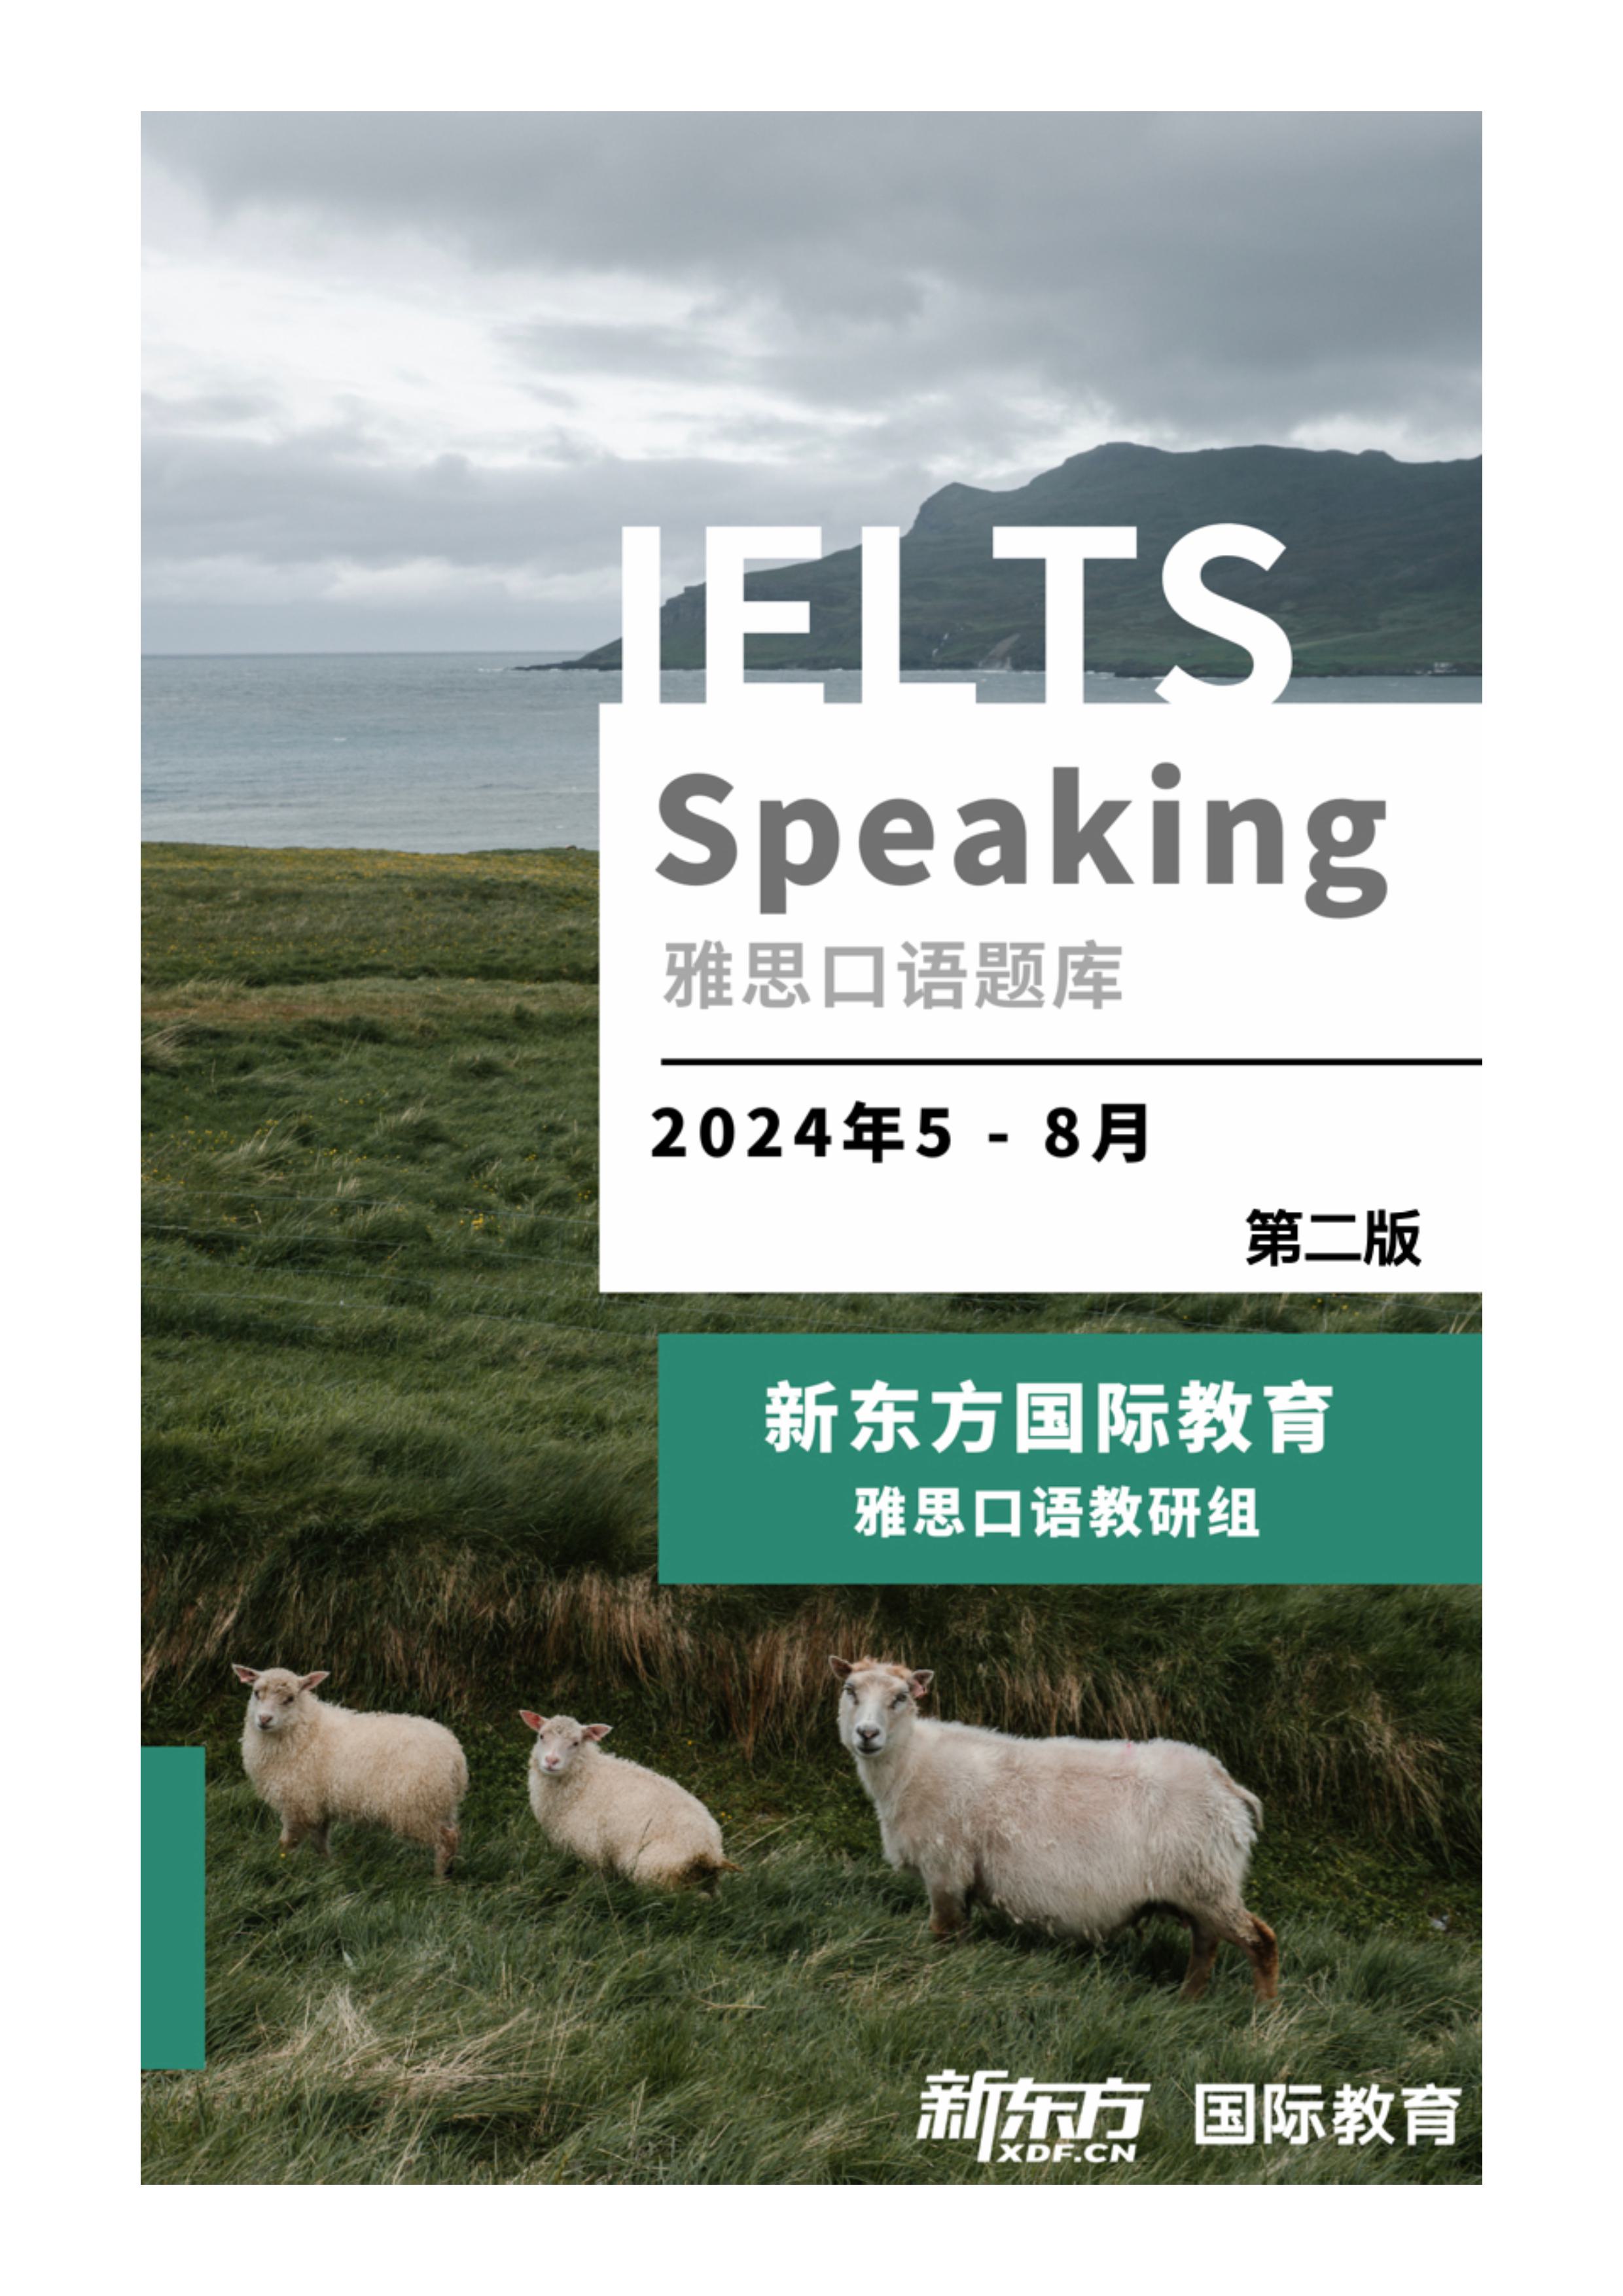 IELTS
Speaking
雅思口语题库
2024年5 - 8月
第二版
新东方国际教育
雅思口语教研组
新东方 国际教育
XDF.CN